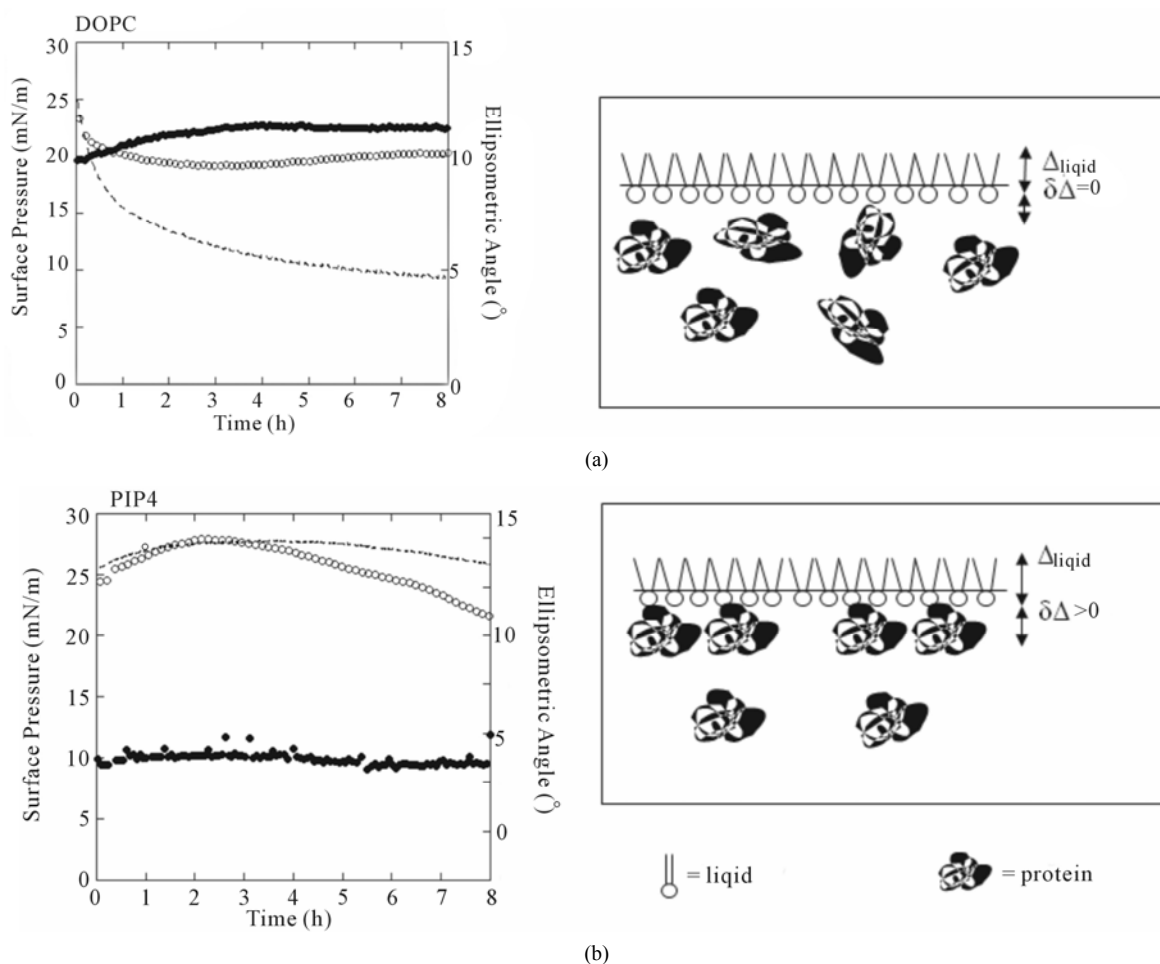 DOPC
30
25
20
15
10
5
0
Surface Pressure (mN/m)
1 2 3 4 5 6 7 8
Time (h)
15
10
5
0
Ellipsometric Angle (°)
Δliqid
δΔ=0
(a)
PIP4
30
25
20
15
10
5
0
Surface Pressure (mN/m)
0 1 2 3 4 5 6 7 8
Time (h)
15
10
5
0
Ellipsometric Angle (°)
Δliqid
δΔ >0
= liqid
= protein
(b)